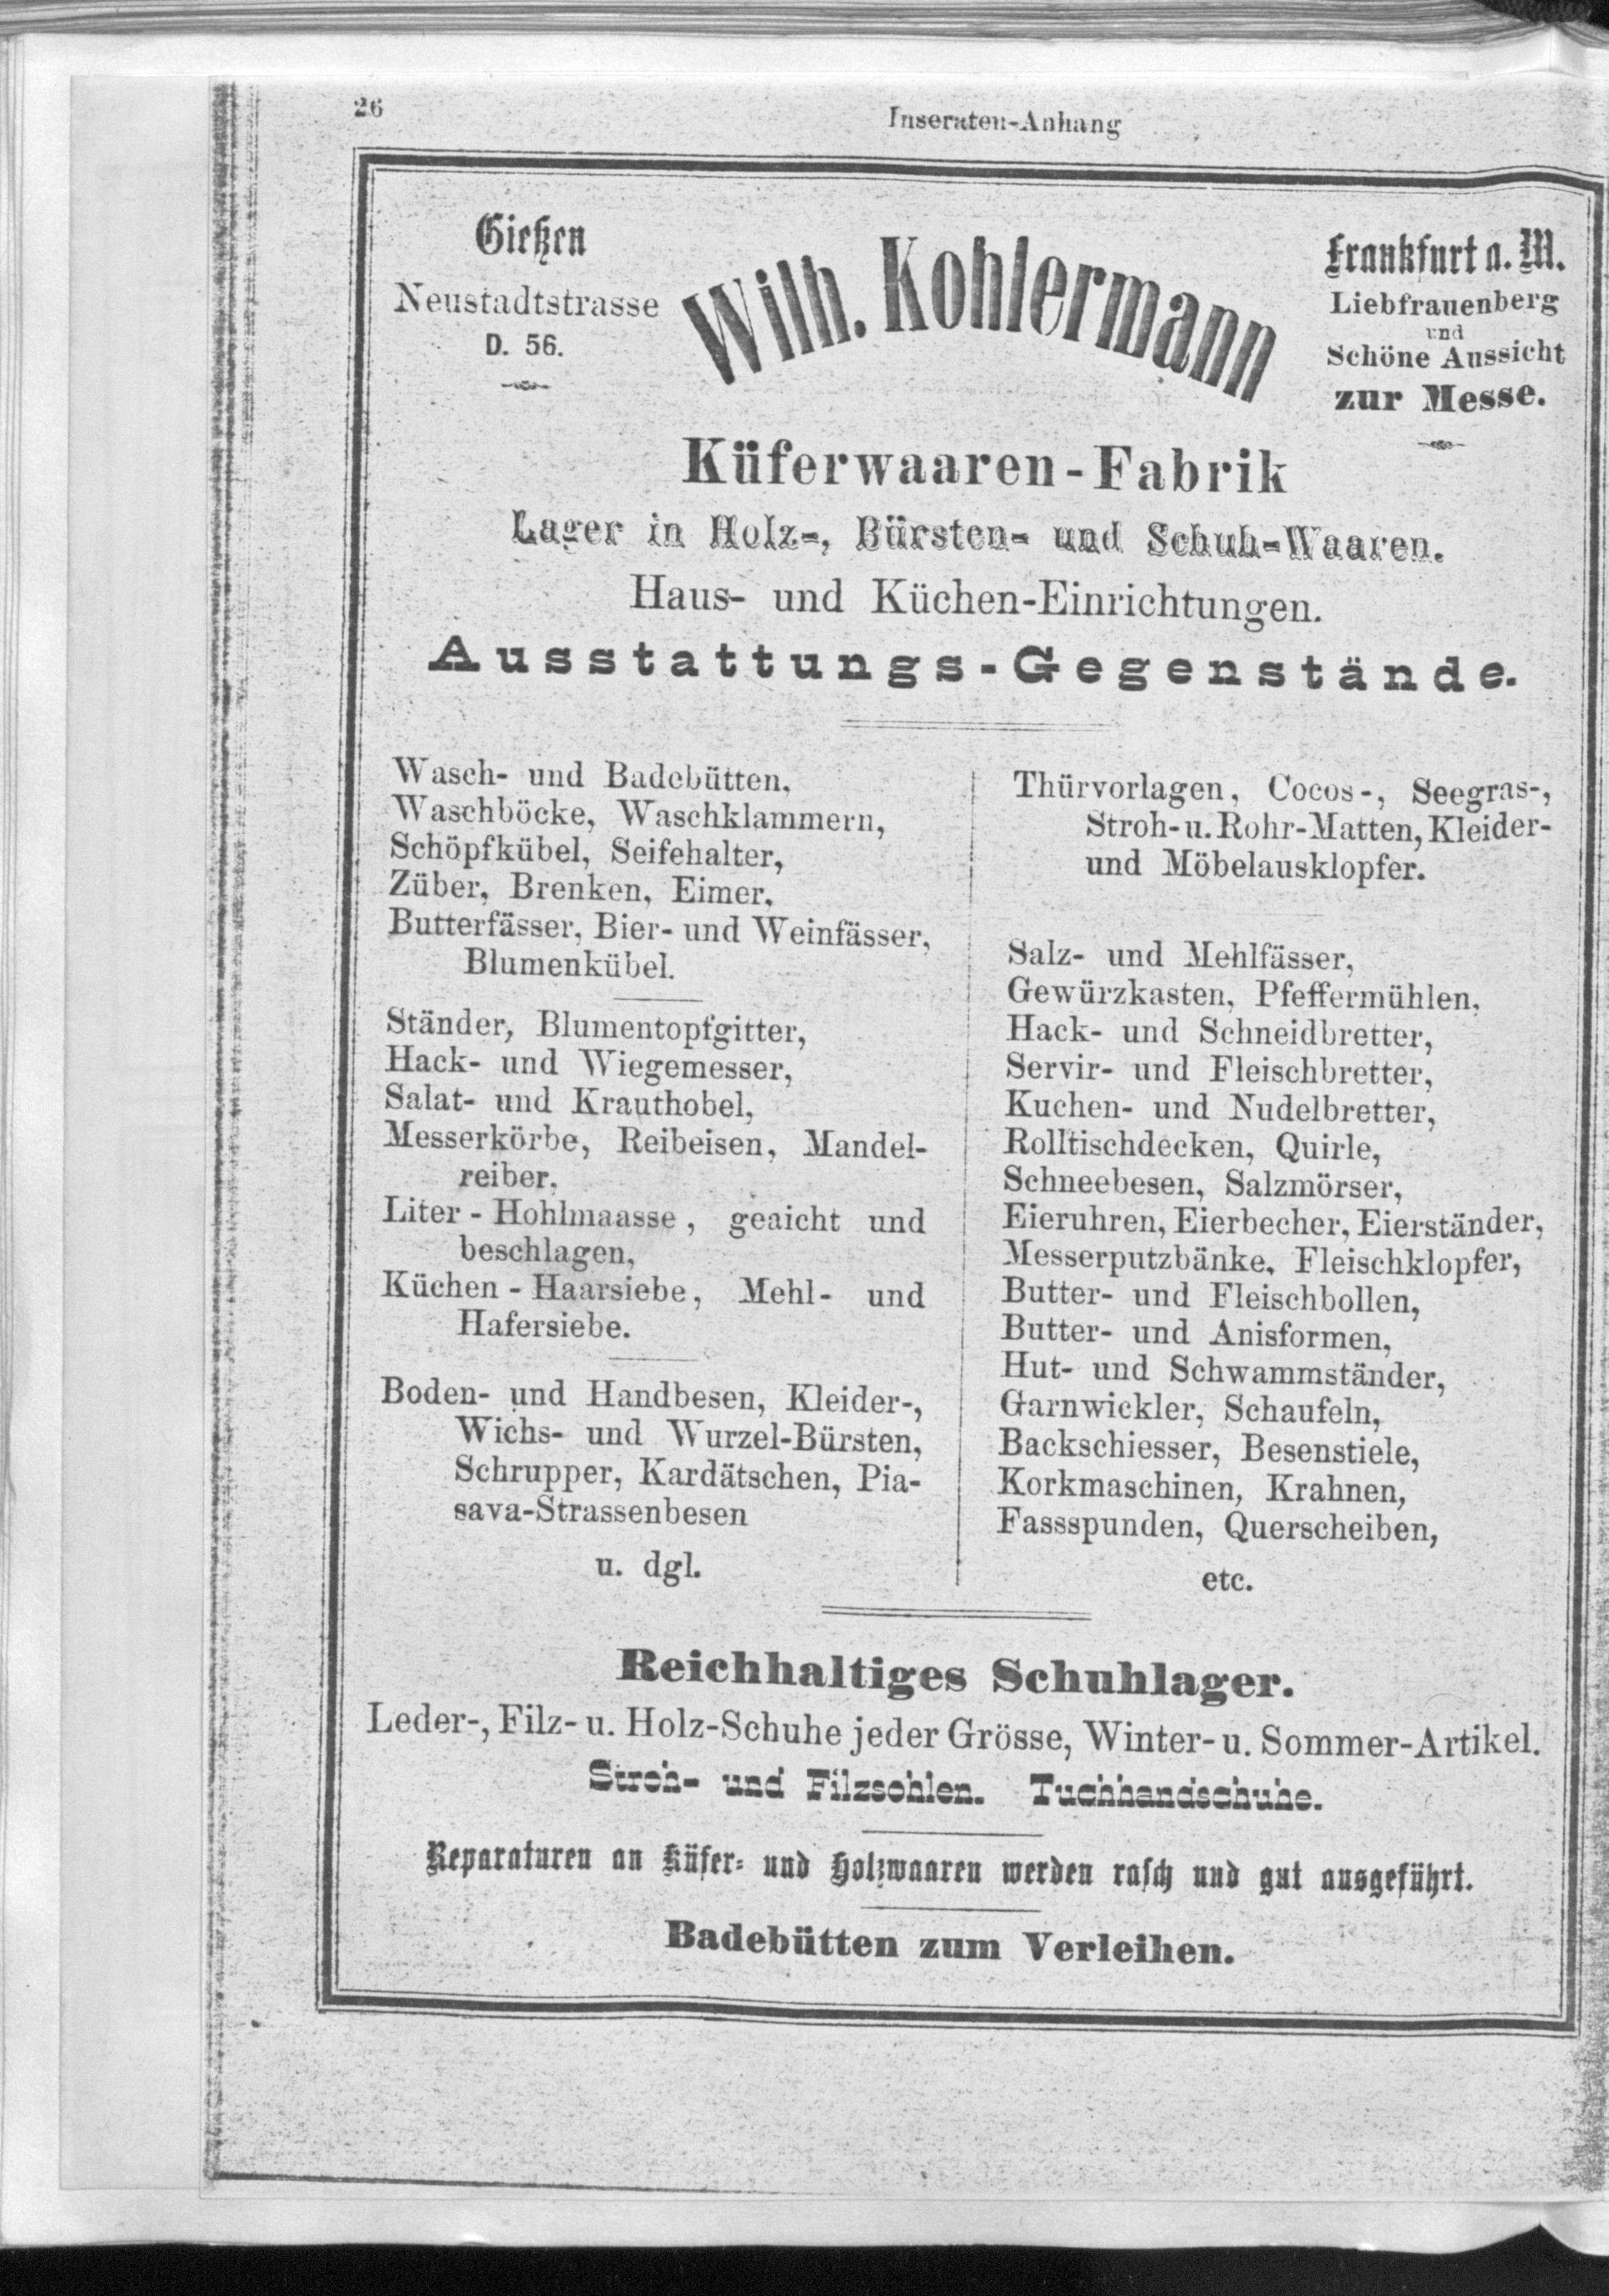 26
Inseraten-Anhang
Gießen
Neustadtstrasse
D. 56.
Wilh. Kohlermann
Frankfurt a. M.
Liebfrauenberg
und
Schöne Aussicht
zur Messe.
Küferwaaren-Fabrik
Lager in Holz-, Bürsten- und Schuh-Waaren.
Haus- und Küchen-Einrichtungen.
Ausstattungs-Gegenstände.
Wasch- und Badebütten,
Waschböcke, Waschklammern,
Schöpfkübel, Seifehalter,
Züber, Brenken, Eimer,
Butterfässer, Bier- und Weinfässer,
Blumenkübel.
Ständer, Blumentopfgitter,
Hack- und Wiegemesser,
Salat- und Krauthobel,
Messerkörbe, Reibeisen, Mandel-
reiber,
Liter-Hohlmaasse, geaicht und
beschlagen,
Küchen-Haarsiebe, Mehl- und
Hafersiebe.
Boden- und Handbesen, Kleider-,
Wichs- und Wurzel-Bürsten,
Schrupper, Kardätschen, Pia-
sava-Strassenbesen
u. dgl.
Thürvorlagen, Cocos-, Seegras-,
Stroh- u. Rohr-Matten, Kleider-
und Möbelausklopfer.
Salz- und Mehlfässer,
Gewürzkasten, Pfeffermühlen,
Hack- und Schneidbretter,
Servir- und Fleischbretter,
Kuchen- und Nudelbretter,
Rolltischdecken, Quirle,
Schneebesen, Salzmörser,
Eieruhren, Eierbecher, Eierständer,
Messerputzbänke, Fleischklopfer,
Butter- und Fleischbollen,
Butter- und Anisformen,
Hut- und Schwammständer,
Garnwickler, Schaufeln,
Backschiesser, Besenstiele,
Korkmaschinen, Krahnen,
Fassspunden, Querscheiben,
etc.
Reichhaltiges Schuhlager.
Leder-, Filz- u. Holz-Schuhe jeder Grösse, Winter- u. Sommer-Artikel.
Stroh- und Filzsohlen. Tuchhandschuhe.
Reparaturen an Küfer- und Holzwaaren werden rasch und gut ausgeführt.
Badebütten zum Verleihen.